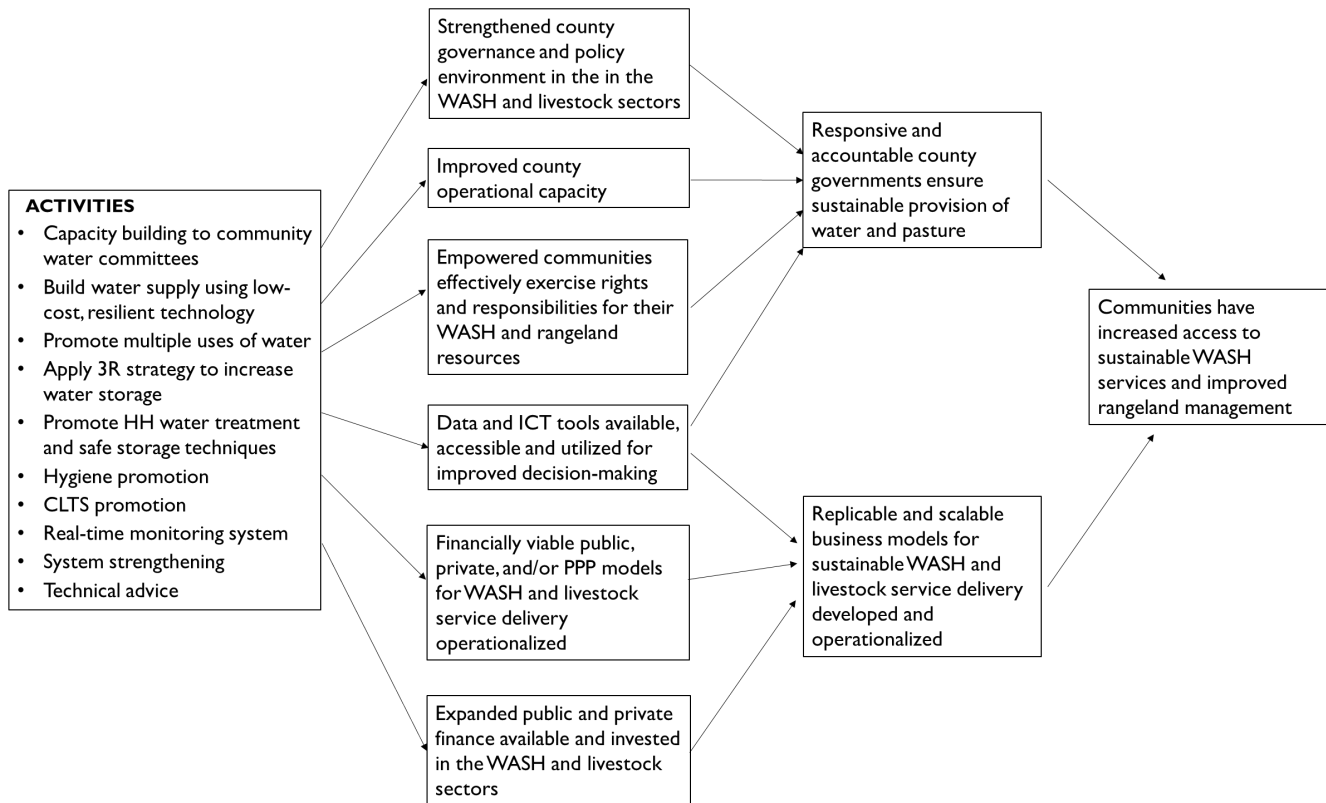 ACTIVITIES
• Capacity building to community
water committees
• Build water supply using low-
cost, resilient technology
• Promote multiple uses of water
• Apply 3R strategy to increase
water storage
• Promote HH water treatment
and safe storage techniques
• Hygiene promotion
• CLTS promotion
• Real-time monitoring system
• System strengthening
• Technical advice
Strengthened county
governance and policy
environment in the in the
WASH and livestock sectors
Improved county
operational capacity
Empowered communities
effectively exercise rights
and responsibilities for their
WASH and rangeland
resources
Data and ICT tools available,
accessible and utilized for
improved decision-making
Financially viable public,
private, and/or PPP models
for WASH and livestock
service delivery
operationalized
Expanded public and private
finance available and invested
in the WASH and livestock
sectors
Responsive and
accountable county
governments ensure
sustainable provision of
water and pasture
Replicable and scalable
business models for
sustainable WASH and
livestock service delivery
developed and
operationalized
Communities have
increased access to
sustainable WASH
services and improved
rangeland management